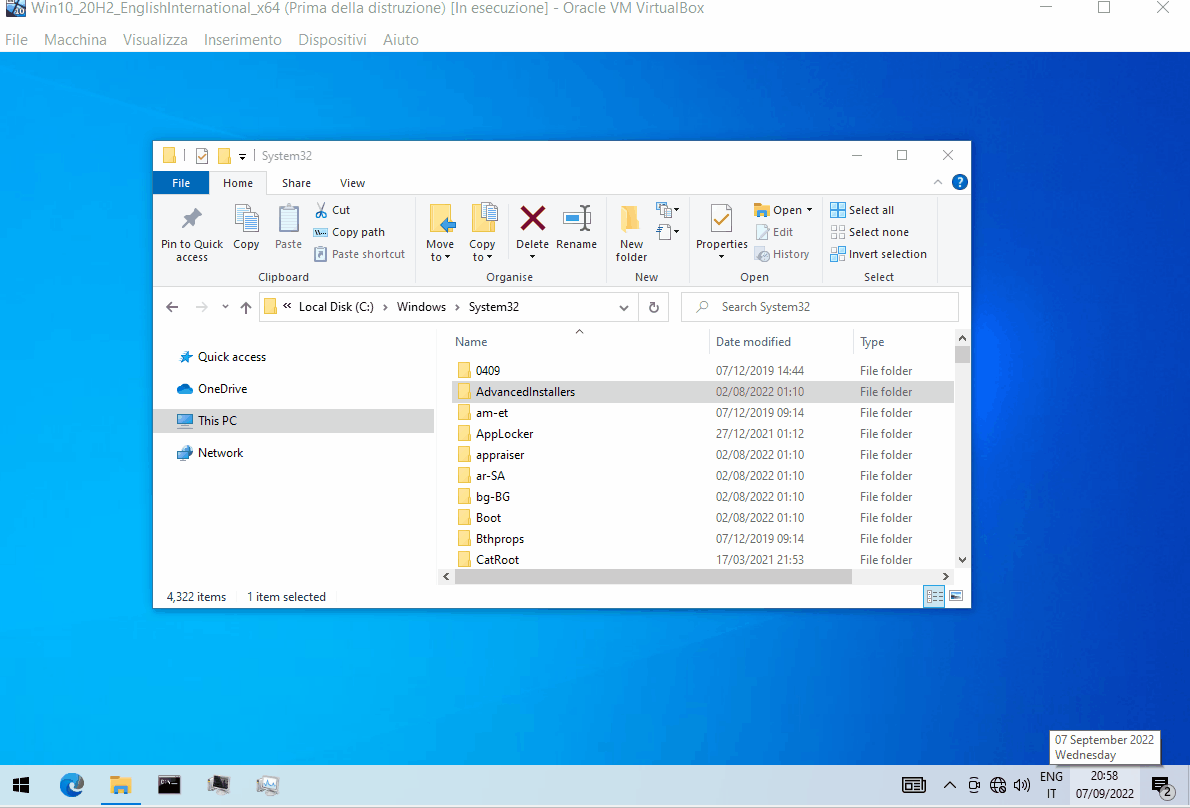 Win10_20H2_EnglishInternational_x64 (Prima della distruzione) [In esecuzione] - Oracle VM VirtualBox
File Macchina Visualizza Inserimento Dispositivi Aiuto
System32
File Home Share View
Pin to Quick access
Copy
Paste
Cut
Copy path
Paste shortcut
Clipboard
Move to
Copy to
Delete
Rename
Organise
New folder
New
Properties
Open
Edit
History
Open
Select all
Select none
Invert selection
Select
« Local Disk (C:) › Windows › System32
Search System32
Quick access
OneDrive
This PC
Network
Name Date modified Type
0409 07/12/2019 14:44 File folder
AdvancedInstallers 02/08/2022 01:10 File folder
am-et 07/12/2019 09:14 File folder
AppLocker 27/12/2021 01:12 File folder
appraiser 02/08/2022 01:10 File folder
ar-SA 02/08/2022 01:10 File folder
bg-BG 02/08/2022 01:10 File folder
Boot 02/08/2022 01:10 File folder
Bthprops 07/12/2019 09:14 File folder
CatRoot 17/03/2021 21:53 File folder
4,322 items 1 item selected
07 September 2022
Wednesday
ENG
IT
20:58
07/09/2022
2